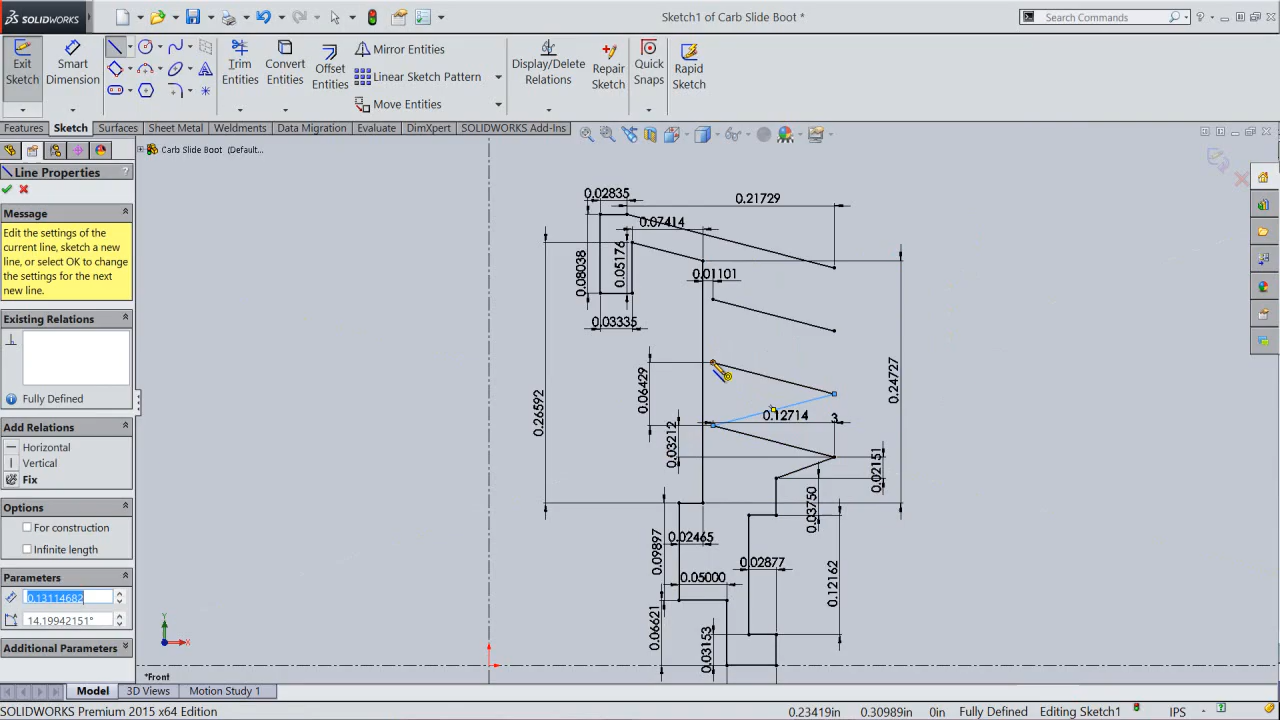 SOLIDWORKS
Sketch1 of Carb Slide Boot *
Search Commands
Exit Sketch
Smart Dimension
Trim Entities
Convert Entities
Offset Entities
Mirror Entities
Linear Sketch Pattern
Move Entities
Display/Delete Relations
Repair Sketch
Quick Snaps
Rapid Sketch
Features
Sketch
Surfaces
Sheet Metal
Weldments
Data Migration
Evaluate
DimXpert
SOLIDWORKS Add-Ins
Carb Slide Boot (Default...
Line Properties
?
Message
Edit the settings of the
current line, sketch a new
line, or select OK to change
the settings for the next
new line.
Existing Relations
Fully Defined
Add Relations
Horizontal
Vertical
Fix
Options
For construction
Infinite length
Parameters
0.13114682
14.19942151°
Additional Parameters
0.02835
0.21729
0.07414
0.05176
0.08038
0.01101
0.03335
0.26592
0.06429
0.24727
0.12714
3
0.03212
0.02151
0.03750
0.09897
0.02465
0.02877
0.05000
0.12162
0.06621
0.03153
Y
X
*Front
Model
3D Views
Motion Study 1
SOLIDWORKS Premium 2015 x64 Edition
0.23419in
0.30989in
0in
Fully Defined
Editing Sketch1
IPS